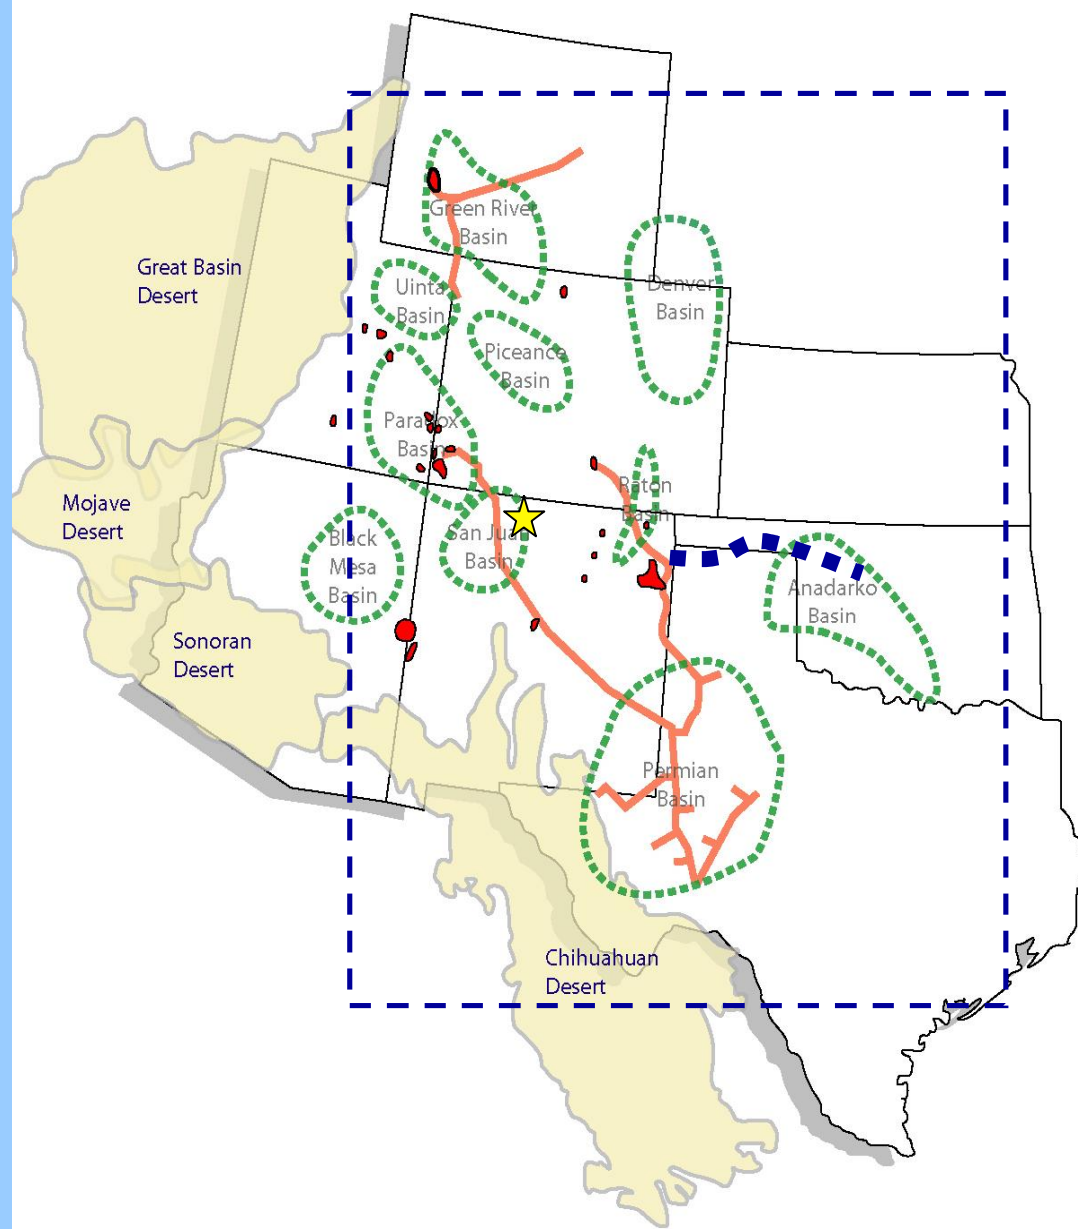 Green River
Basin
Great Basin
Desert
Uinta
Basin
Denver
Basin
Piceance
Basin
Paradox
Basin
Mojave
Desert
Raton
Basin
San Juan
Basin
Black
Mesa
Basin
Anadarko
Basin
Sonoran
Desert
Permian
Basin
Chihuahuan
Desert